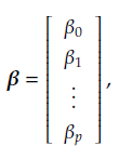 β = [
β₀
β₁
⋮
βₚ
],